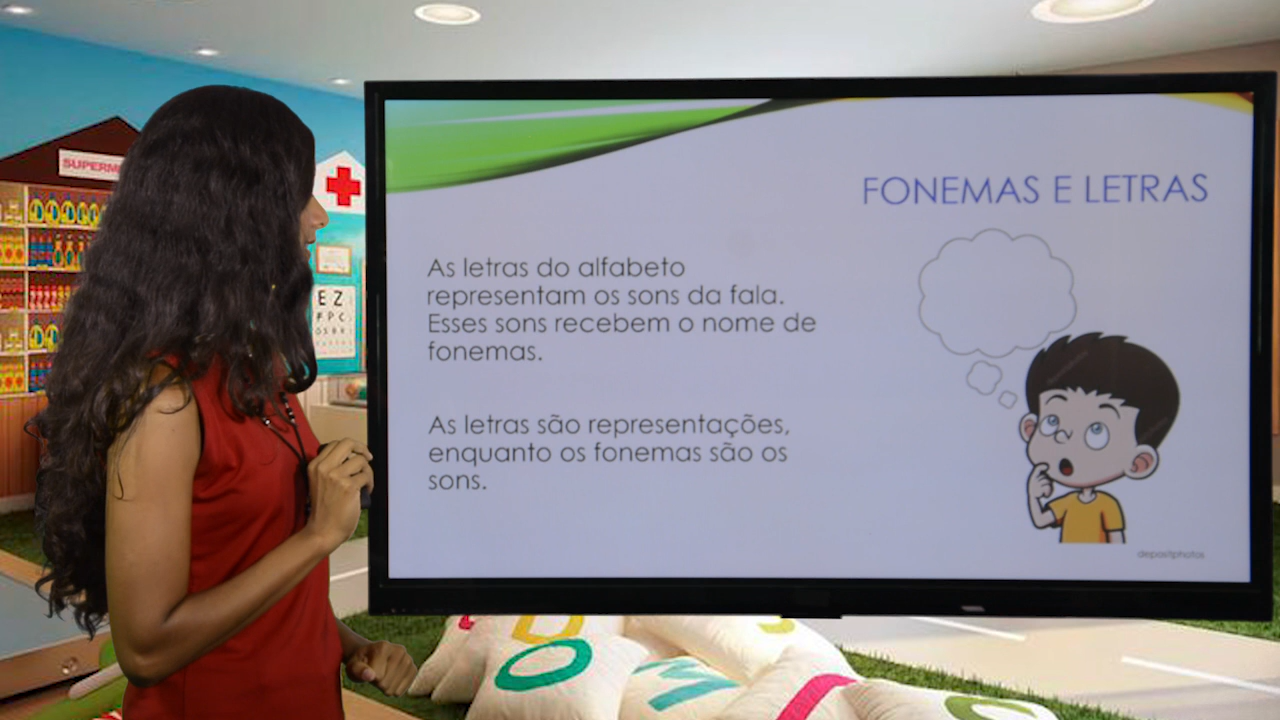 SUPERM
FONEMAS E LETRAS
As letras do alfabeto
representam os sons da fala.
Esses sons recebem o nome de
fonemas.
As letras são representações,
enquanto os fonemas são os
sons.
depositphotos
E Z
F P C